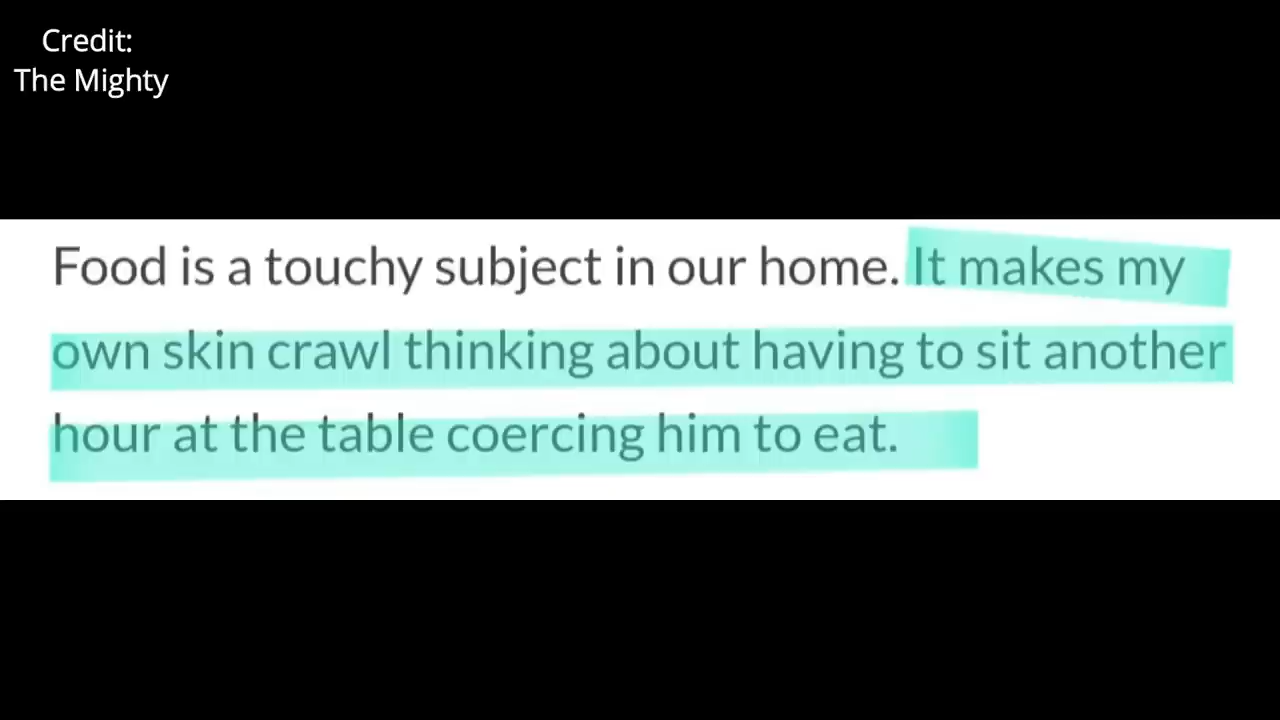 Credit:
The Mighty
Food is a touchy subject in our home. It makes my
own skin crawl thinking about having to sit another
hour at the table coercing him to eat.